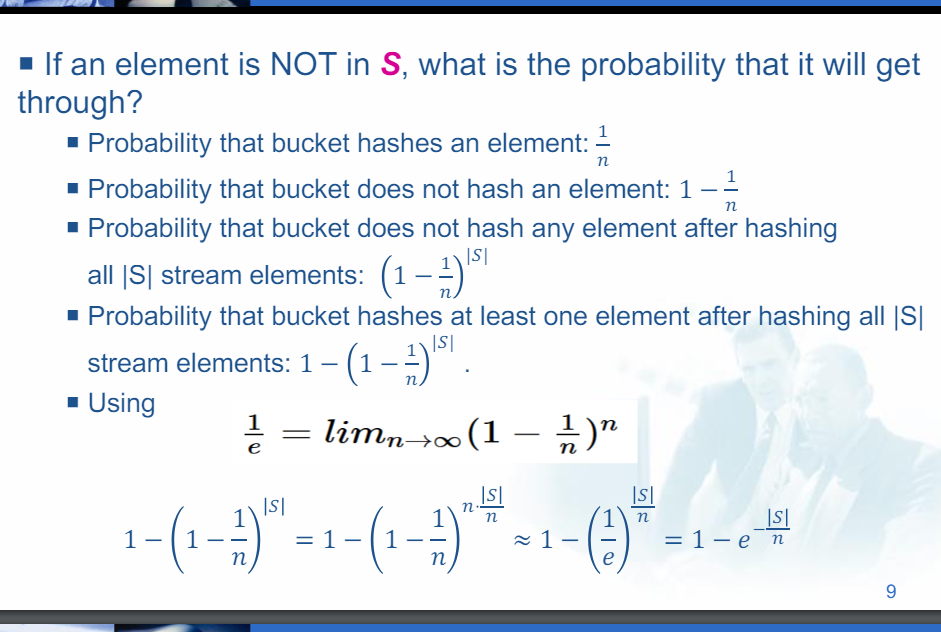 ▪ If an element is NOT in S, what is the probability that it will get
through?
▪ Probability that bucket hashes an element: 1/n
▪ Probability that bucket does not hash an element: 1 − 1/n
▪ Probability that bucket does not hash any element after hashing
all |S| stream elements: (1 − 1/n)^|S|
▪ Probability that bucket hashes at least one element after hashing all |S|
stream elements: 1 − (1 − 1/n)^|S| .
▪ Using
1/e = lim_{n→∞}(1 − 1/n)^n
1 − (1 − 1/n)^|S| = 1 − (1 − 1/n)^{n·|S|/n} ≈ 1 − (1/e)^{|S|/n} = 1 − e^{−|S|/n}
9